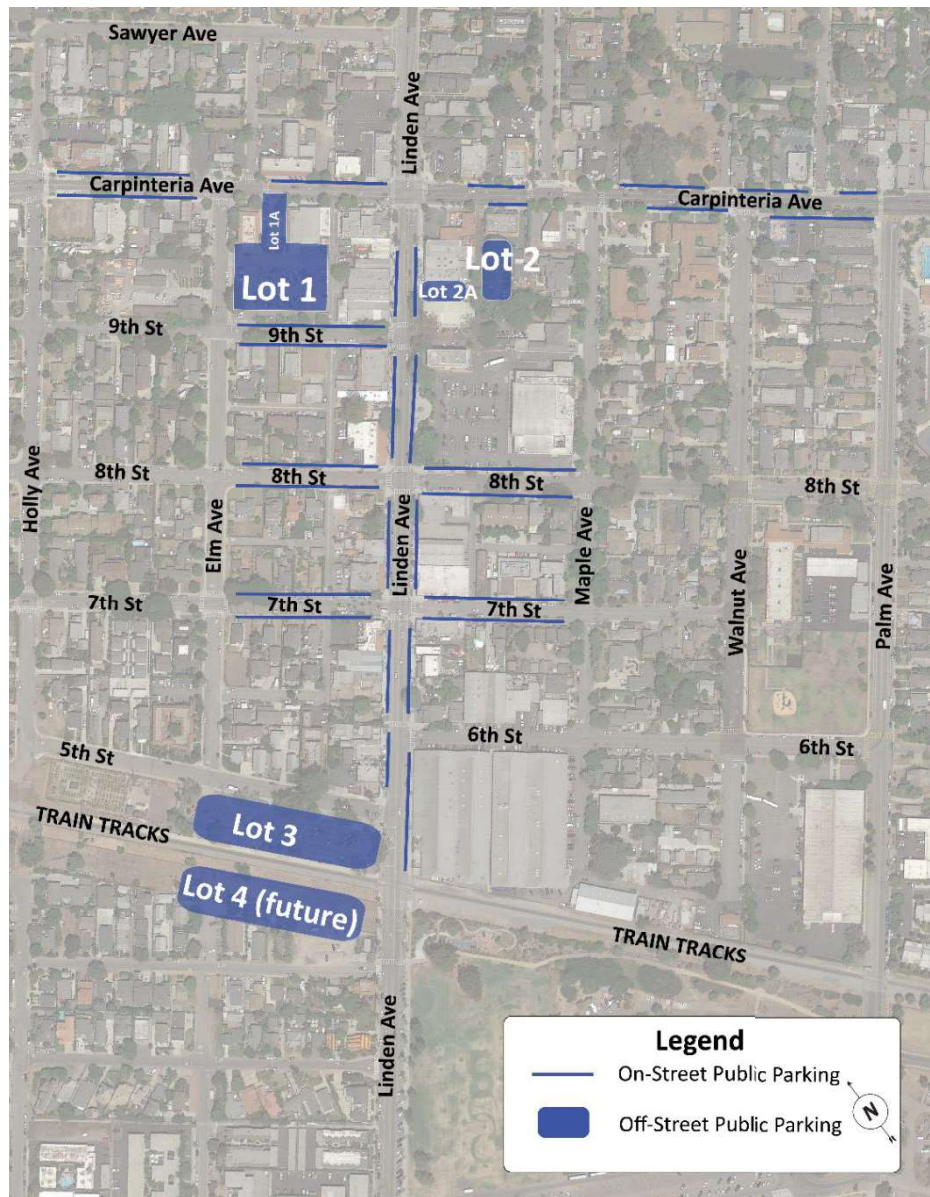 Sawyer Ave
Linden Ave
Carpinteria Ave
Carpinteria Ave
Lot 1A
Lot 1
Lot 2
Lot 2A
9th St
9th St
8th St
8th St
8th St
8th St
Holly Ave
Elm Ave
Linden Ave
Maple Ave
Walnut Ave
Palm Ave
7th St
7th St
7th St
6th St
6th St
5th St
TRAIN TRACKS
Lot 3
Lot 4 (future)
TRAIN TRACKS
Linden Ave
Legend
On-Street Public Parking
Off-Street Public Parking
N